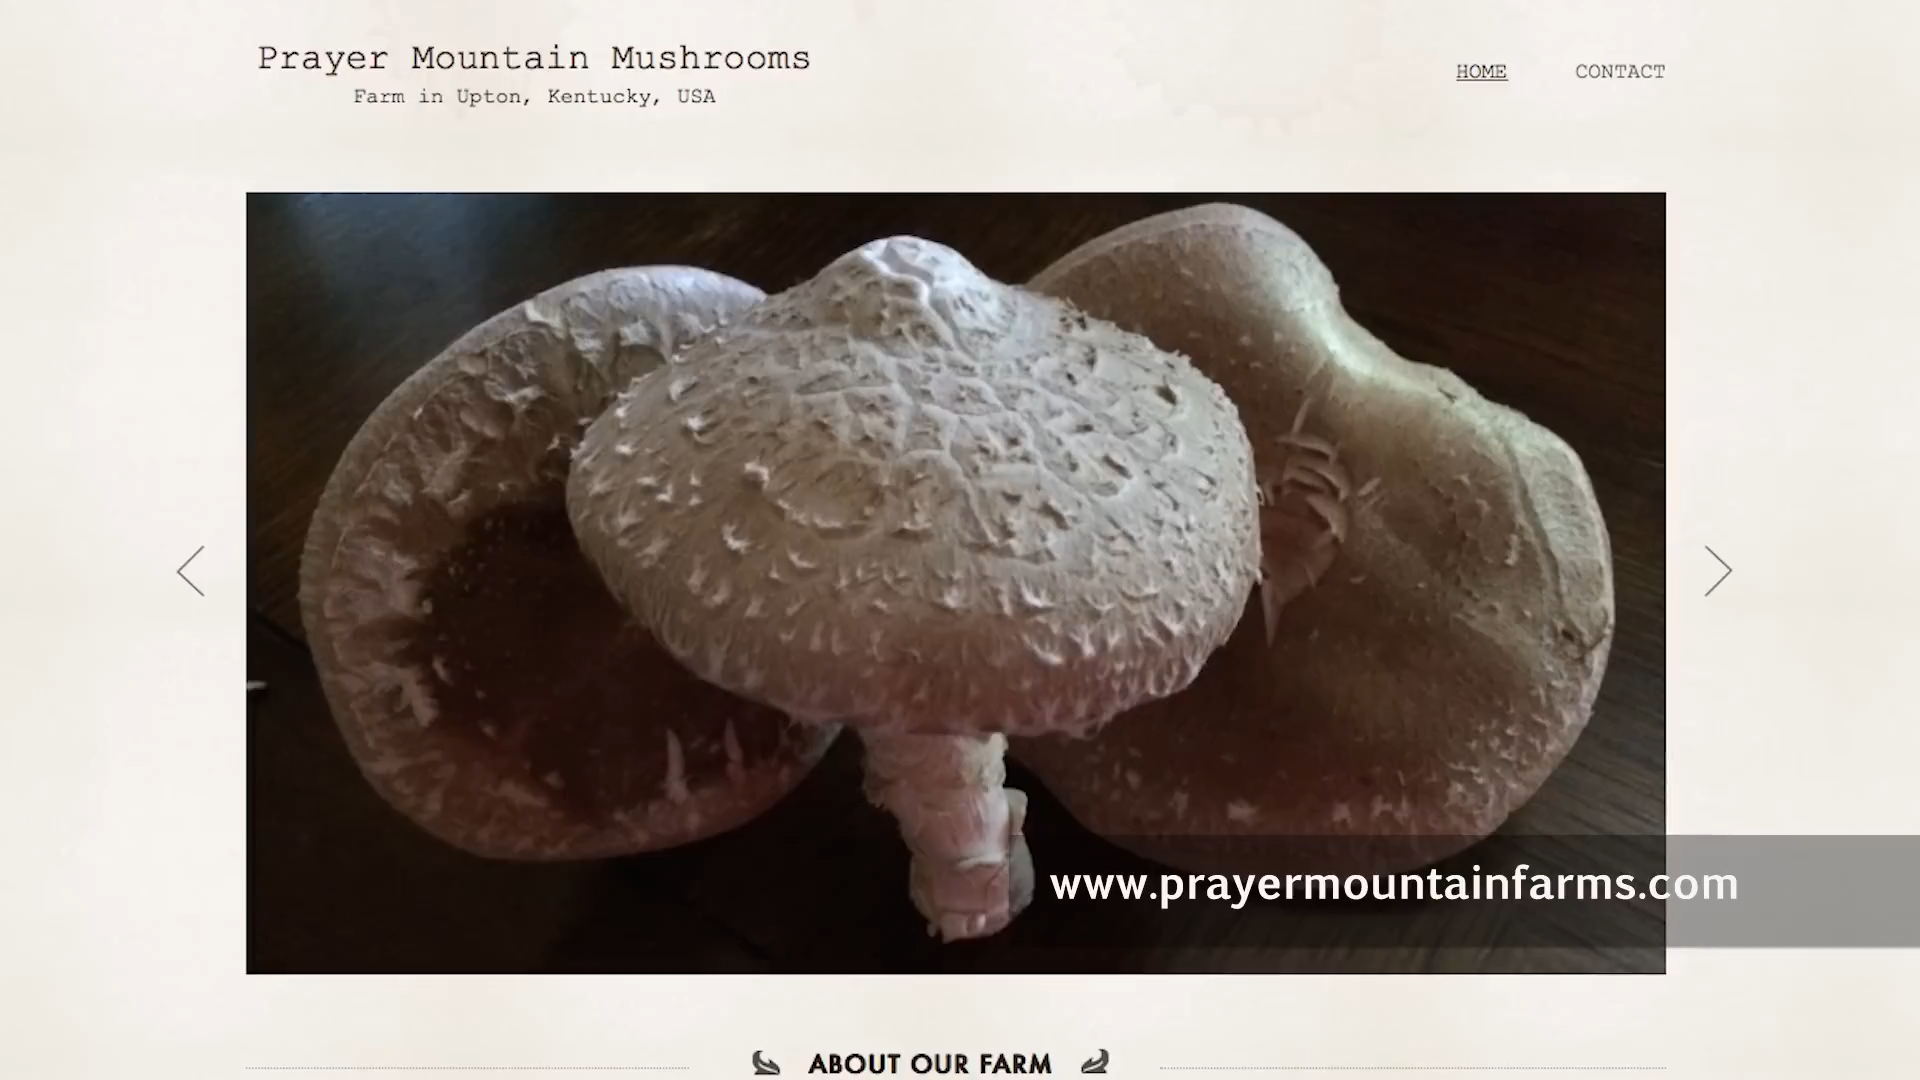 Prayer Mountain Mushrooms
Farm in Upton, Kentucky, USA
HOME CONTACT
www.prayermountainfarms.com
ABOUT OUR FARM